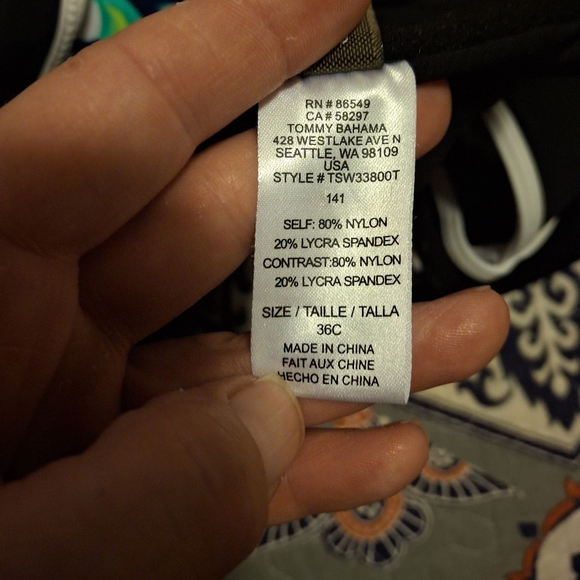 RN # 86549
CA # 58297
TOMMY BAHAMA
428 WESTLAKE AVE N
SEATTLE, WA 98109
USA
STYLE # TSW33800T
141
SELF: 80% NYLON
20% LYCRA SPANDEX
CONTRAST:80% NYLON
20% LYCRA SPANDEX
SIZE / TAILLE / TALLA
36C
MADE IN CHINA
FAIT AUX CHINE
HECHO EN CHINA